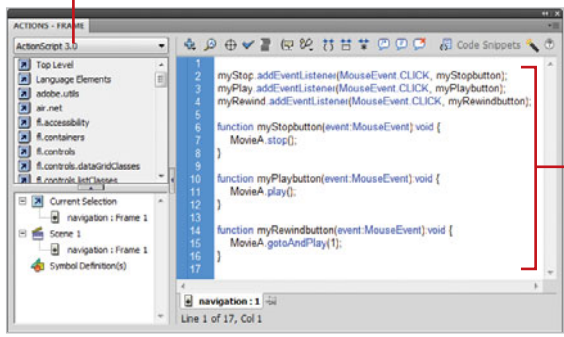 ACTIONS - FRAME
ActionScript 3.0
Code Snippets
Top Level
Language Elements
adobe.utils
air.net
fl.accessibility
fl.containers
fl.controls
fl.controls.dataGridClasses
fl.controls.listClasses
Current Selection
navigation : Frame 1
Scene 1
navigation : Frame 1
Symbol Definition(s)
1
2 myStop.addEventListener(MouseEvent.CLICK, myStopbutton);
3 myPlay.addEventListener(MouseEvent.CLICK, myPlaybutton);
4 myRewind.addEventListener(MouseEvent.CLICK, myRewindbutton);
5
6 function myStopbutton(event:MouseEvent):void {
7 MovieA.stop();
8 }
9
10 function myPlaybutton(event:MouseEvent):void {
11 MovieA.play();
12 }
13
14 function myRewindbutton(event:MouseEvent):void {
15 MovieA.gotoAndPlay(1);
16 }
17
navigation : 1
Line 1 of 17, Col 1